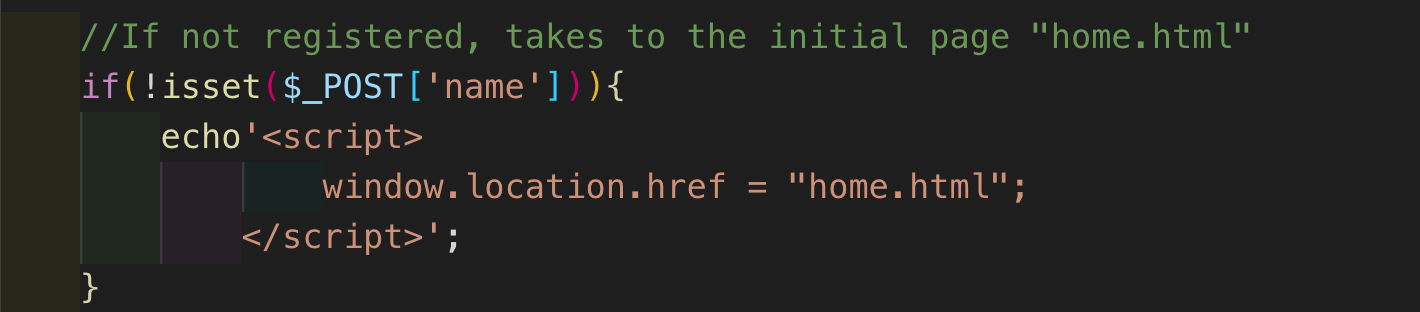 //If not registered, takes to the initial page "home.html"
if(!isset($_POST['name'])){
echo'<script>
window.location.href = "home.html";
</script>';
}